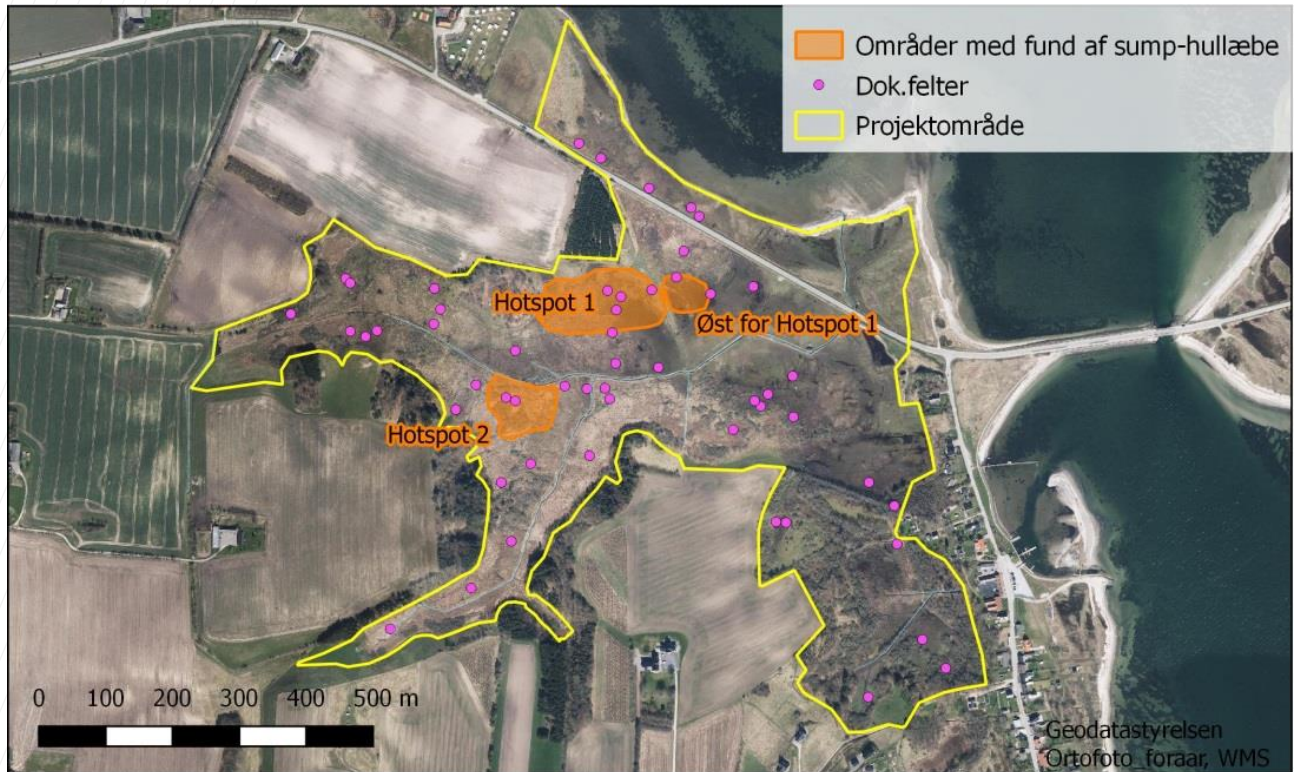 Områder med fund af sump-hullæbe
Dok.felter
Projektområde
Hotspot 1
Øst for Hotspot 1
Hotspot 2
0 100 200 300 400 500 m
Geodatastyrelsen
Ortofoto_foraar, WMS